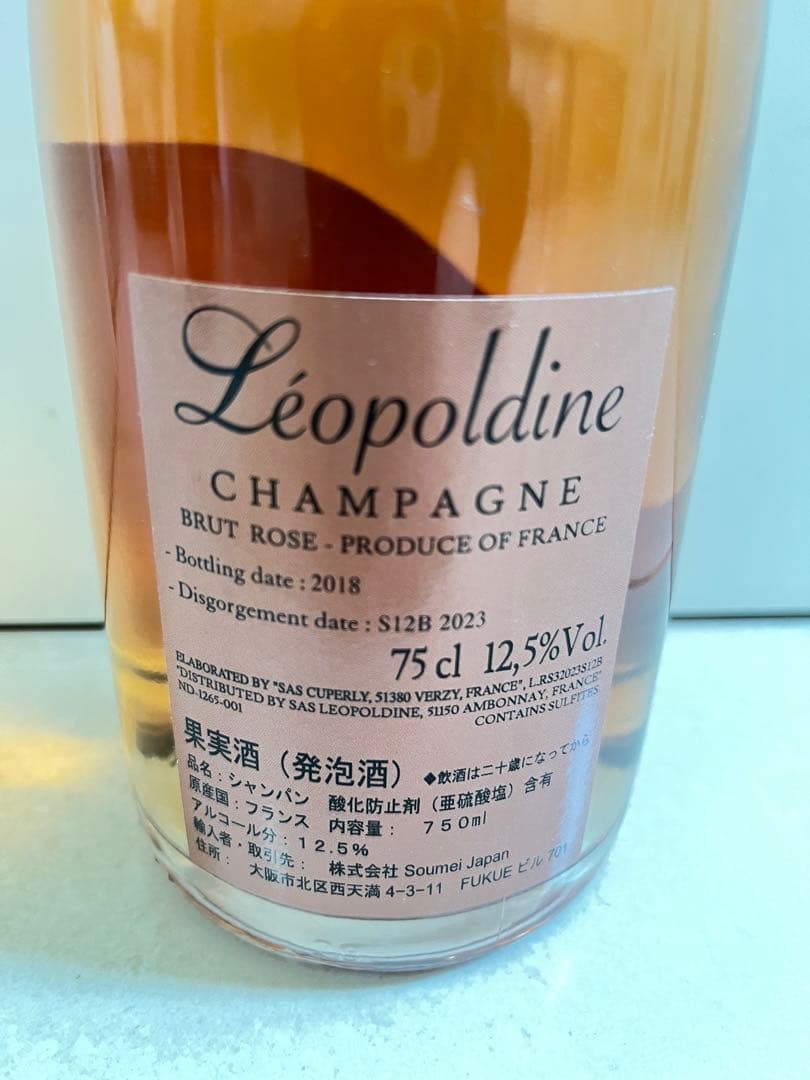 Léopoldine
CHAMPAGNE
BRUT ROSE - PRODUCE OF FRANCE
- Bottling date : 2018
- Disgorgement date : S12B 2023
75 cl 12,5%Vol.
ELABORATED BY "SAS CUPERLY, 51380 VERZY, FRANCE", L.RS32023S12B
"DISTRIBUTED BY SAS LEOPOLDINE, 51150 AMBONNAY, FRANCE"
ND-1265-001 CONTAINS SULFITES
果実酒（発泡酒） ◆飲酒は二十歳になってから
品名：シャンパン 酸化防止剤（亜硫酸塩）含有
原産国：フランス 内容量： 750ml
アルコール分：12.5%
輸入者・取引先： 株式会社 Soumei Japan
住所： 大阪市北区西天満 4-3-11 FUKUE ビル 701